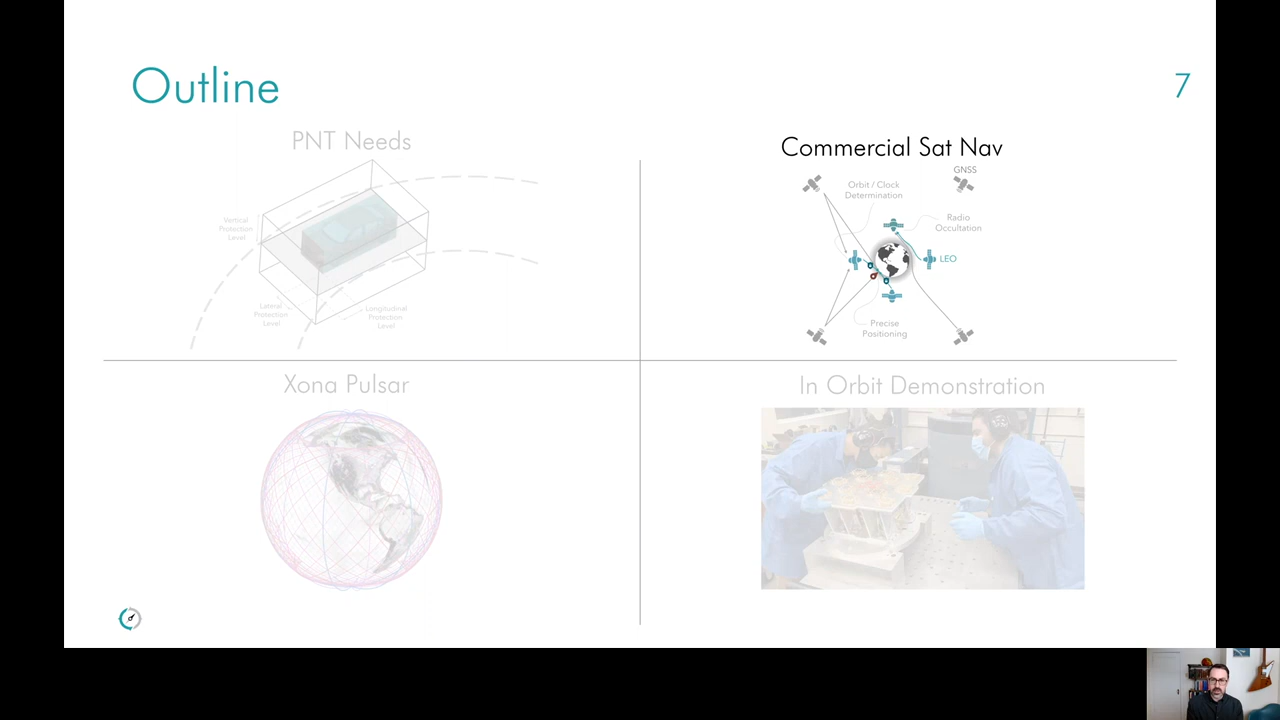 Outline
7
PNT Needs
Vertical
Protection
Level
Lateral
Protection
Level
Longitudinal
Protection
Level
Commercial Sat Nav
GNSS
Orbit / Clock
Determination
Radio
Occultation
LEO
Precise
Positioning
Xona Pulsar
In Orbit Demonstration